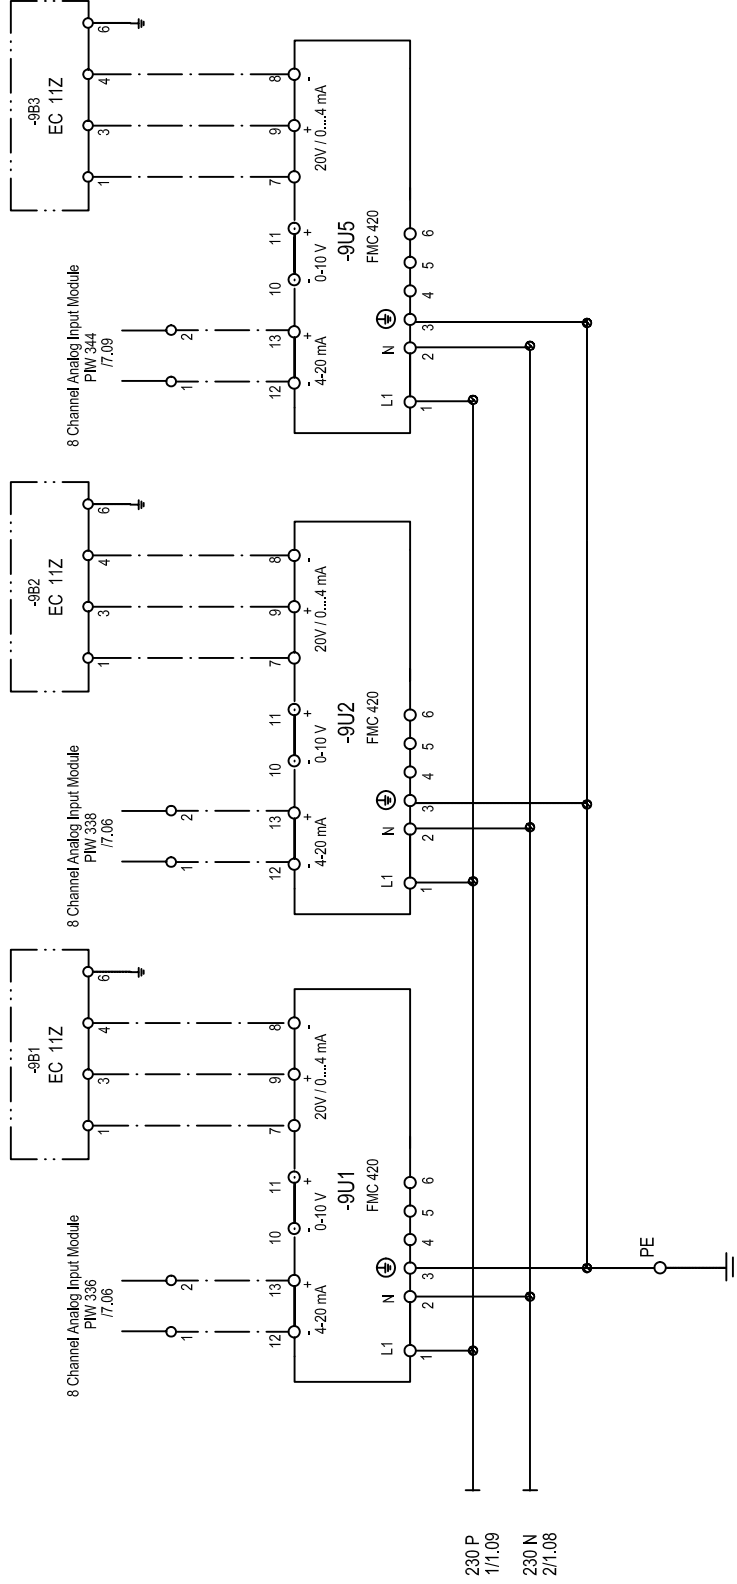 -9B1
EC 11Z
1 3 4 6
8 Channel Analog Input Module
PIW 336
/7.06
1 2
12 13 10 11 7 9 8
- + - + + -
4-20 mA
0-10 V
20V / 0....4 mA
-9U1
FMC 420
L1 N
1 2 3 4 5 6
-9B2
EC 11Z
1 3 4 6
8 Channel Analog Input Module
PIW 338
/7.06
1 2
12 13 10 11 7 9 8
- + - + + -
4-20 mA
0-10 V
20V / 0....4 mA
-9U2
FMC 420
L1 N
1 2 3 4 5 6
-9B3
EC 11Z
1 3 4 6
8 Channel Analog Input Module
PIW 344
/7.09
1 2
12 13 10 11 7 9 8
- + - + + -
4-20 mA
0-10 V
20V / 0....4 mA
-9U5
FMC 420
L1 N
1 2 3 4 5 6
230 P
1/1.09
230 N
2/1.08
PE